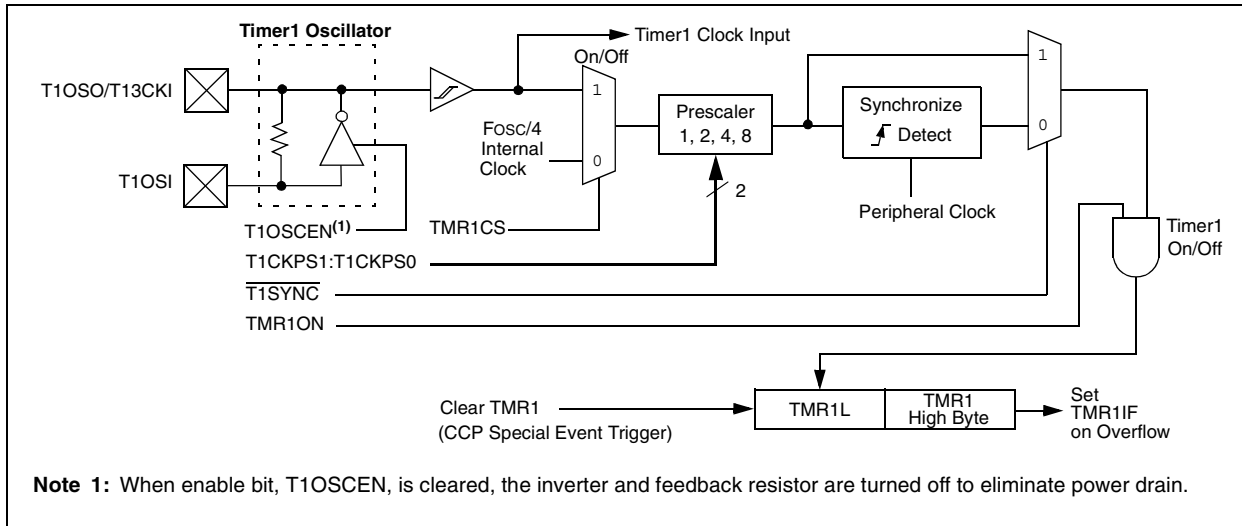 Timer1 Oscillator
Timer1 Clock Input
On/Off
T1OSO/T13CKI
1
FOSC/4
Internal
Clock
0
Prescaler
1, 2, 4, 8
Synchronize
Detect
1
0
T1OSI
2
Peripheral Clock
T1OSCEN(1)
TMR1CS
Timer1
On/Off
T1CKPS1:T1CKPS0
T1SYNC
TMR1ON
Clear TMR1
(CCP Special Event Trigger)
TMR1L
TMR1
High Byte
Set
TMR1IF
on Overflow
Note 1: When enable bit, T1OSCEN, is cleared, the inverter and feedback resistor are turned off to eliminate power drain.